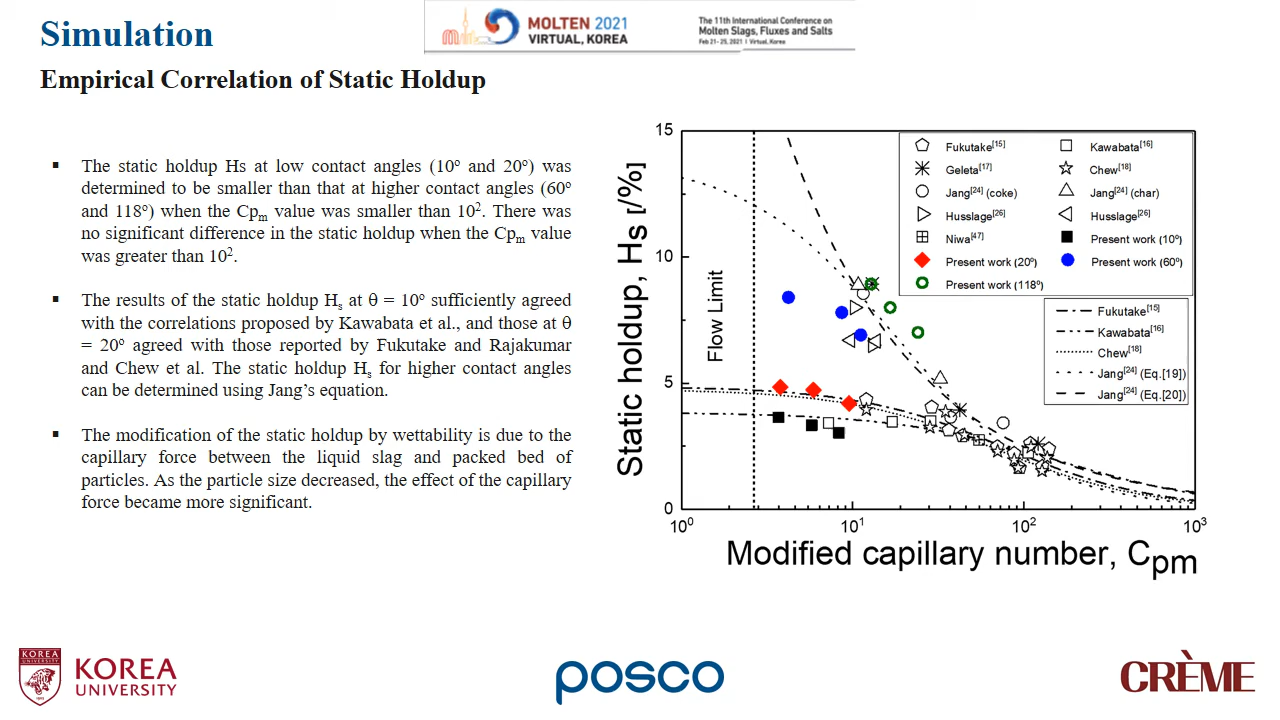 Simulation
MOLTEN 2021
VIRTUAL, KOREA
The 11th International Conference on
Molten Slags, Fluxes and Salts
Feb 21- 25, 2021 I Virtual, Korea
Empirical Correlation of Static Holdup
▪ The static holdup Hs at low contact angles (10º and 20º) was
determined to be smaller than that at higher contact angles (60º
and 118º) when the Cpₘ value was smaller than 10². There was
no significant difference in the static holdup when the Cpₘ value
was greater than 10².
▪ The results of the static holdup Hₛ at θ = 10º sufficiently agreed
with the correlations proposed by Kawabata et al., and those at θ
= 20º agreed with those reported by Fukutake and Rajakumar
and Chew et al. The static holdup Hₛ for higher contact angles
can be determined using Jang’s equation.
▪ The modification of the static holdup by wettability is due to the
capillary force between the liquid slag and packed bed of
particles. As the particle size decreased, the effect of the capillary
force became more significant.
Static holdup, Hs [/%]
15
10
5
0
Flow Limit
Fukutake[15]
Kawabata[16]
Geleta[17]
Chew[18]
Jang[24] (coke)
Jang[24] (char)
Husslage[26]
Husslage[26]
Niwa[47]
Present work (10º)
Present work (20º)
Present work (60º)
Present work (118º)
Fukutake[15]
Kawabata[16]
Chew[18]
Jang[24] (Eq.[19])
Jang[24] (Eq.[20])
10⁰
10¹
10²
10³
Modified capillary number, Cpm
KOREA
UNIVERSITY
KOREA
UNIVERSITY
posco
CRÈME